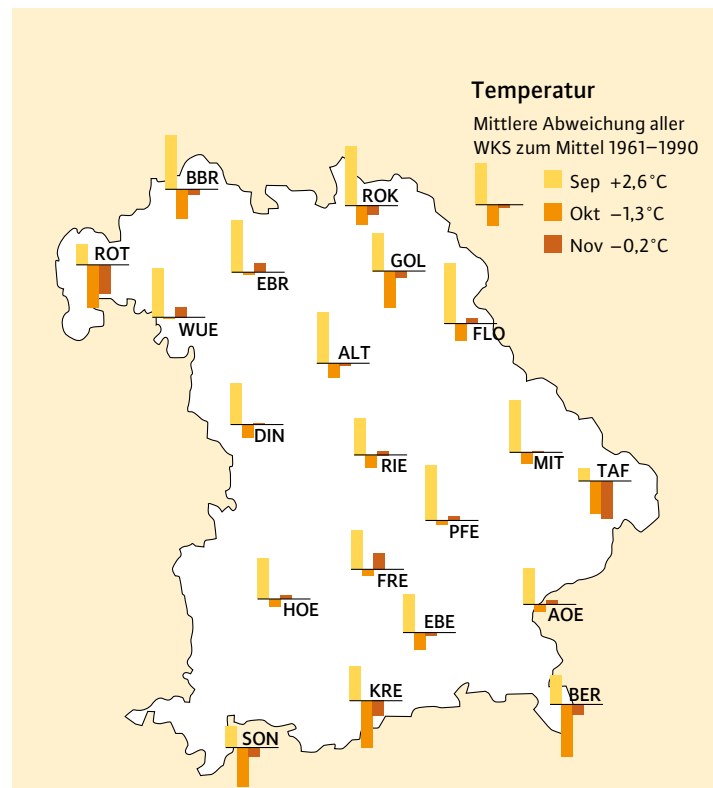 Temperatur
Mittlere Abweichung aller
WKS zum Mittel 1961–1990
Sep +2,6°C
Okt –1,3°C
Nov –0,2°C
BBR
ROK
ROT
EBR
GOL
WUE
FLO
ALT
DIN
RIE
MIT
TAF
PFE
FRE
HOE
EBE
AOE
KRE
BER
SON